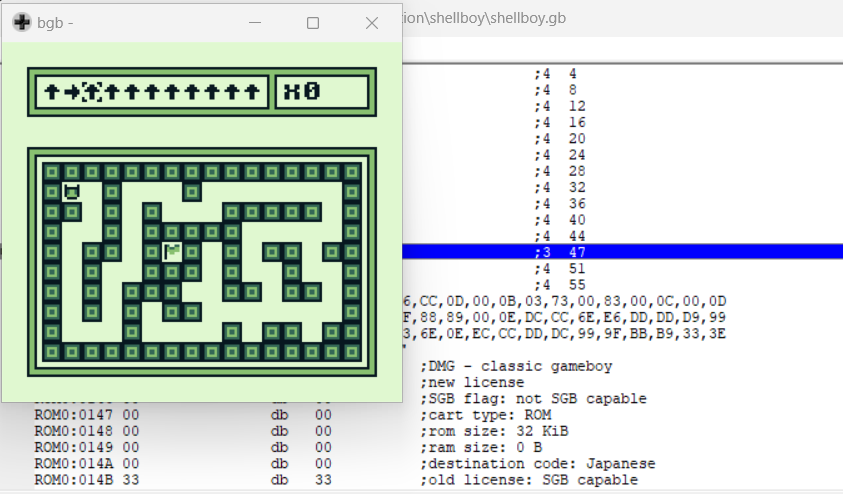 bgb -
tion\shellboy\shellboy.gb
↑→↑↑↑↑↑↑↑↑↑
x0
;4 4
;4 8
;4 12
;4 16
;4 20
;4 24
;4 28
;4 32
;4 36
;4 40
;4 44
;3 47
;4 51
;4 55
6,CC,0D,00,0B,03,73,00,83,00,0C,00,0D
F,88,89,00,0E,DC,CC,6E,E6,DD,DD,D9,99
3,6E,0E,EC,CC,DD,DC,99,9F,BB,B9,33,3E
"
;DMG - classic gameboy
;new license
;SGB flag: not SGB capable
ROM0:0147 00 db 00 ;cart type: ROM
ROM0:0148 00 db 00 ;rom size: 32 KiB
ROM0:0149 00 db 00 ;ram size: 0 B
ROM0:014A 00 db 00 ;destination code: Japanese
ROM0:014B 33 db 33 ;old license: SGB capable